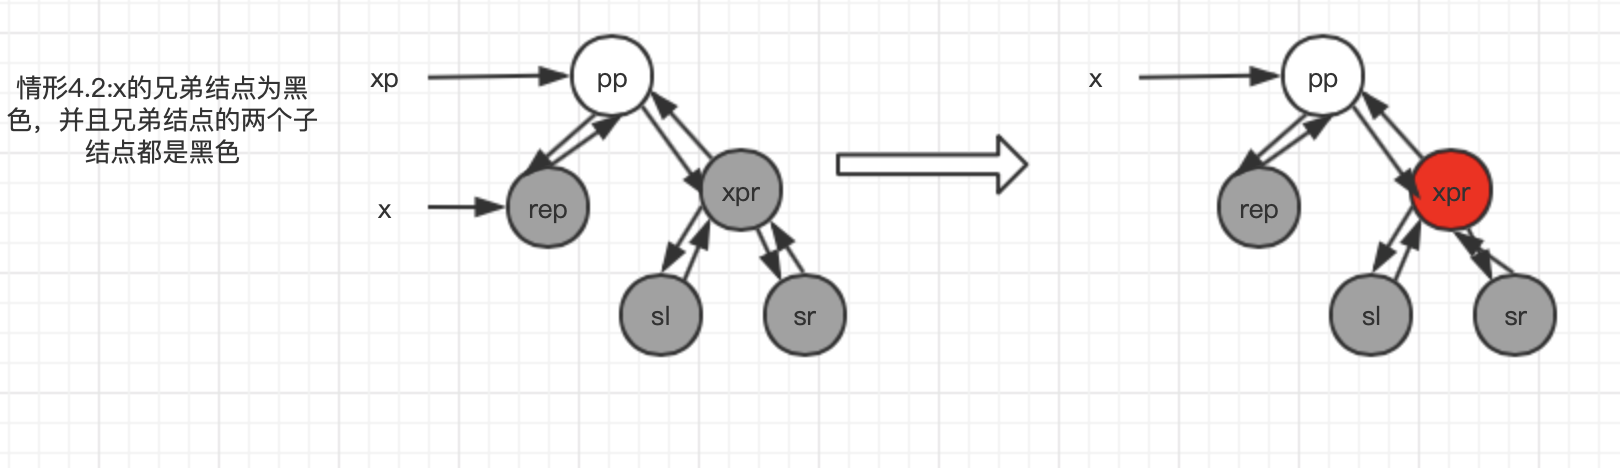 情形4.2:x的兄弟结点为黑
色，并且兄弟结点的两个子
结点都是黑色
xp
pp
x
rep
xpr
sl
sr
x
pp
rep
xpr
sl
sr